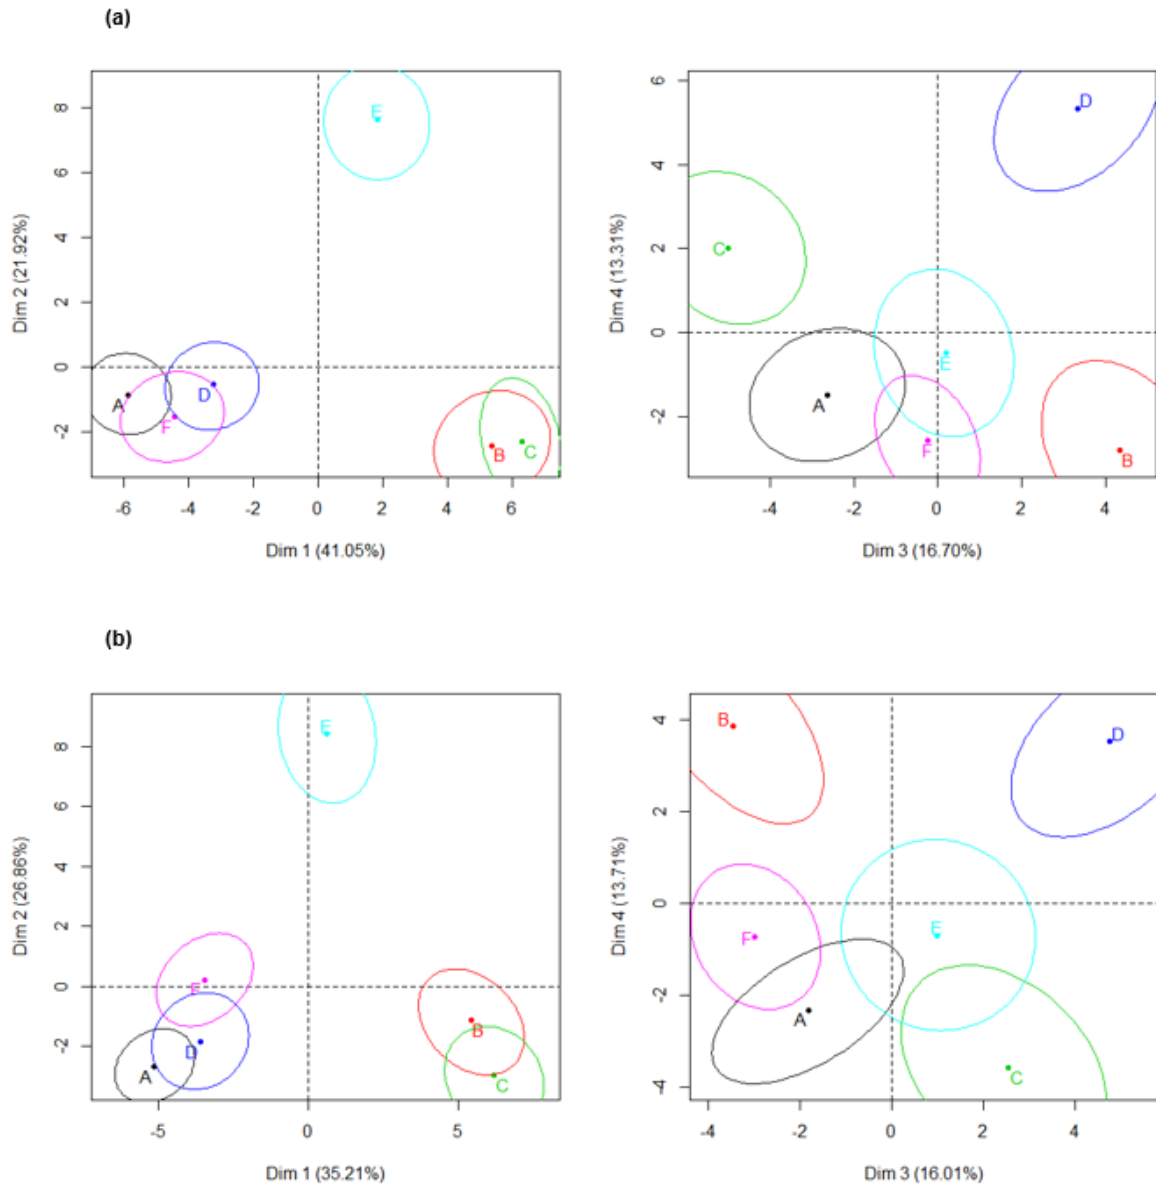 (a)
8
6
4
2
0
-2
Dim 2 (21.92%)
E
A
F
D
B
C
-6
-4
-2
0
2
4
6
Dim 1 (41.05%)
6
4
2
0
-2
Dim 4 (13.31%)
D
C
E
A
F
B
-4
-2
0
2
4
Dim 3 (16.70%)
(b)
8
6
4
2
0
-2
Dim 2 (26.86%)
E
F
D
A
B
C
-5
0
5
Dim 1 (35.21%)
4
2
0
-2
-4
Dim 4 (13.71%)
B
D
F
E
A
C
-4
-2
0
2
4
Dim 3 (16.01%)